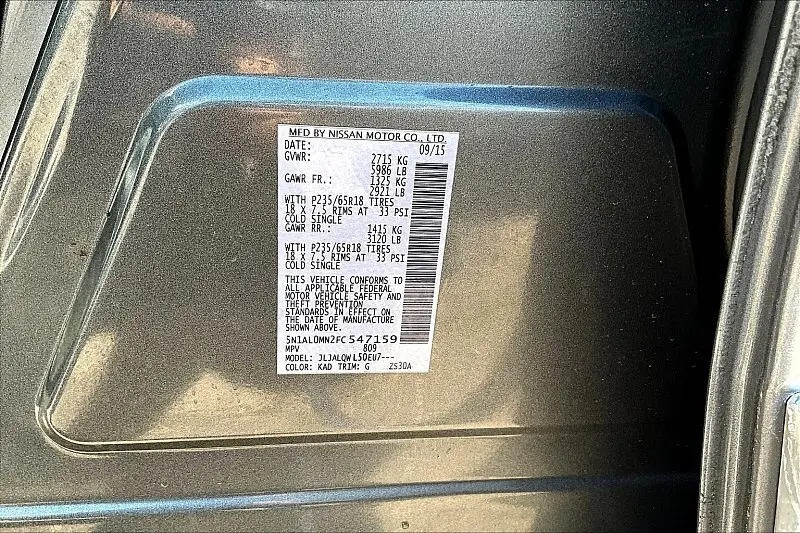 MFD BY NISSAN MOTOR CO., LTD.
DATE: 09/15
GVWR: 2715 KG
5986 LB
GAWR FR.: 1325 KG
2921 LB
WITH P235/65R18 TIRES
18 X 7.5 RIMS AT 33 PSI
COLD SINGLE
GAWR RR.: 1415 KG
3120 LB
WITH P235/65R18 TIRES
18 X 7.5 RIMS AT 33 PSI
COLD SINGLE
THIS VEHICLE CONFORMS TO
ALL APPLICABLE FEDERAL
MOTOR VEHICLE SAFETY AND
THEFT PREVENTION
STANDARDS IN EFFECT ON
THE DATE OF MANUFACTURE
SHOWN ABOVE.
5N1AL0MN2FC547159
MPV 809
MODEL: JLJALQWL50EU7---
COLOR: KAD TRIM: G ZS30A